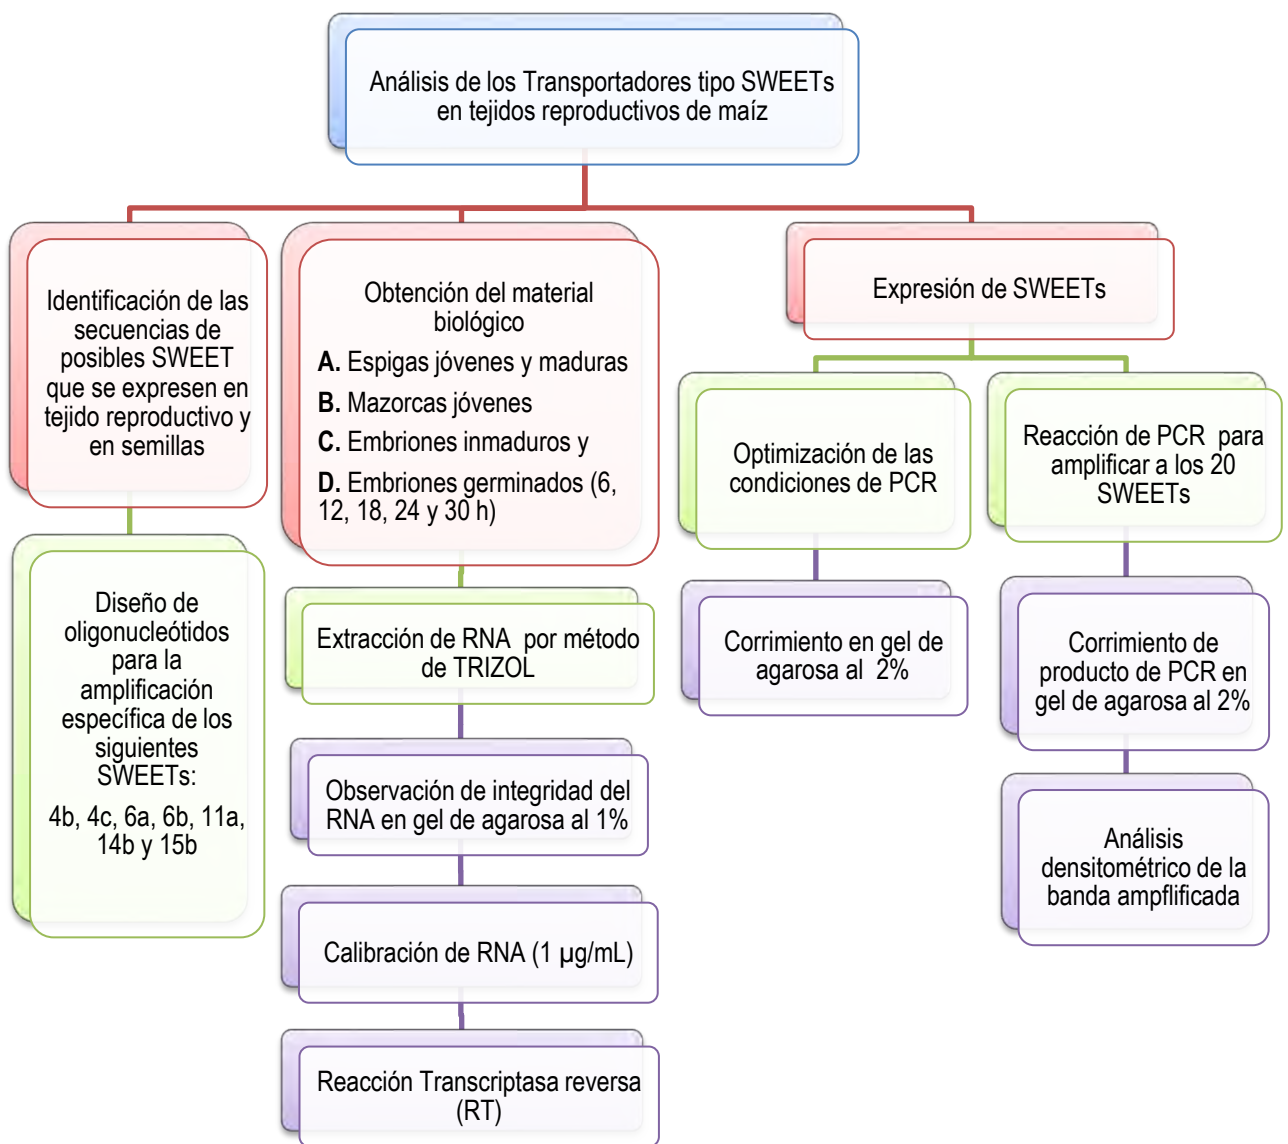 Análisis de los Transportadores tipo SWEETs
en tejidos reproductivos de maíz
Identificación de las
secuencias de
posibles SWEET
que se expresen en
tejido reproductivo y
en semillas
Diseño de
oligonucleótidos
para la
amplificación
específica de los
siguientes
SWEETs:
4b, 4c, 6a, 6b, 11a,
14b y 15b
Obtención del material
biológico
A. Espigas jóvenes y maduras
B. Mazorcas jóvenes
C. Embriones inmaduros y
D. Embriones germinados (6,
12, 18, 24 y 30 h)
Extracción de RNA por método
de TRIZOL
Observación de integridad del
RNA en gel de agarosa al 1%
Calibración de RNA (1 µg/mL)
Reacción Transcriptasa reversa
(RT)
Expresión de SWEETs
Optimización de las
condiciones de PCR
Corrimiento en gel de
agarosa al 2%
Reacción de PCR para
amplificar a los 20
SWEETs
Corrimiento de
producto de PCR en
gel de agarosa al 2%
Análisis
densitométrico de la
banda ampflificada